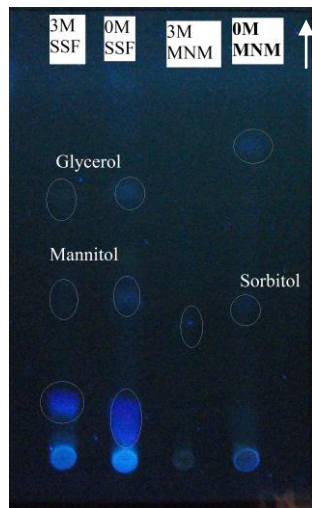 3M
SSF
0M
SSF
3M
MNM
0M
MNM
Glycerol
Mannitol
Sorbitol